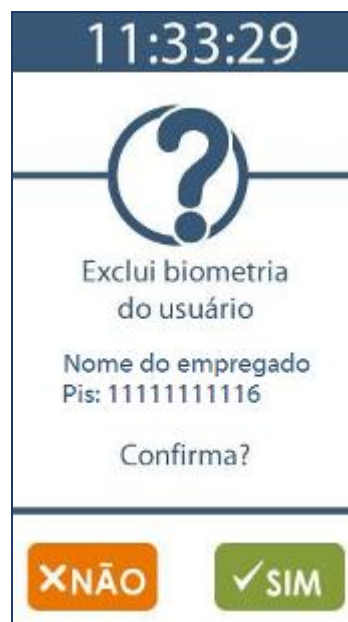 11:33:29
?
Exclui biometria
do usuário
Nome do empregado
Pis: 11111111116
Confirma?
NÃO
SIM